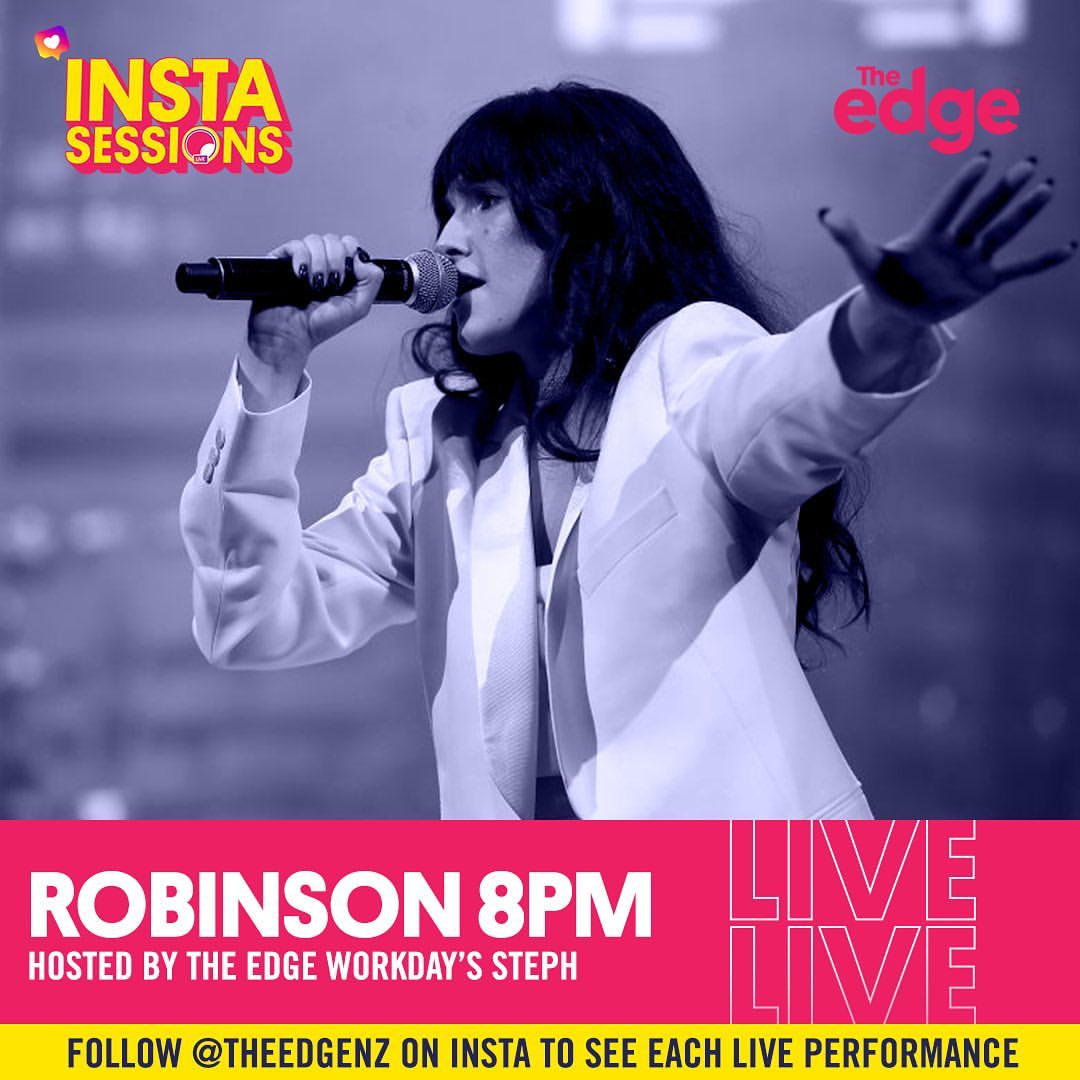 INSTA
SESSIONS
LIVE
The
edge
ROBINSON 8PM
HOSTED BY THE EDGE WORKDAY'S STEPH
LIVE
LIVE
FOLLOW @THEEDGENZ ON INSTA TO SEE EACH LIVE PERFORMANCE